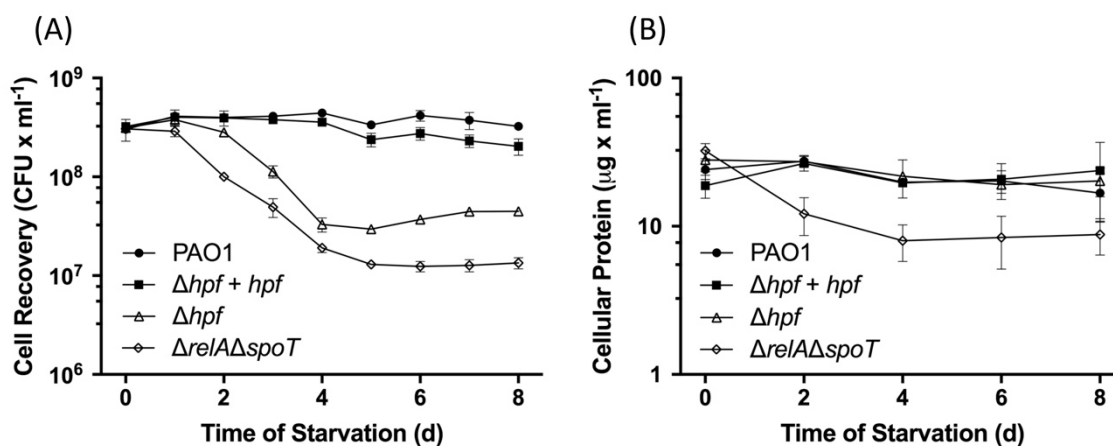 (A)
Cell Recovery (CFU x ml⁻¹)
10⁹
10⁸
10⁷
10⁶
PAO1
Δhpf + hpf
Δhpf
ΔrelAΔspoT
0 2 4 6 8
Time of Starvation (d)
(B)
Cellular Protein (μg x ml⁻¹)
100
10
1
PAO1
Δhpf + hpf
Δhpf
ΔrelAΔspoT
0 2 4 6 8
Time of Starvation (d)